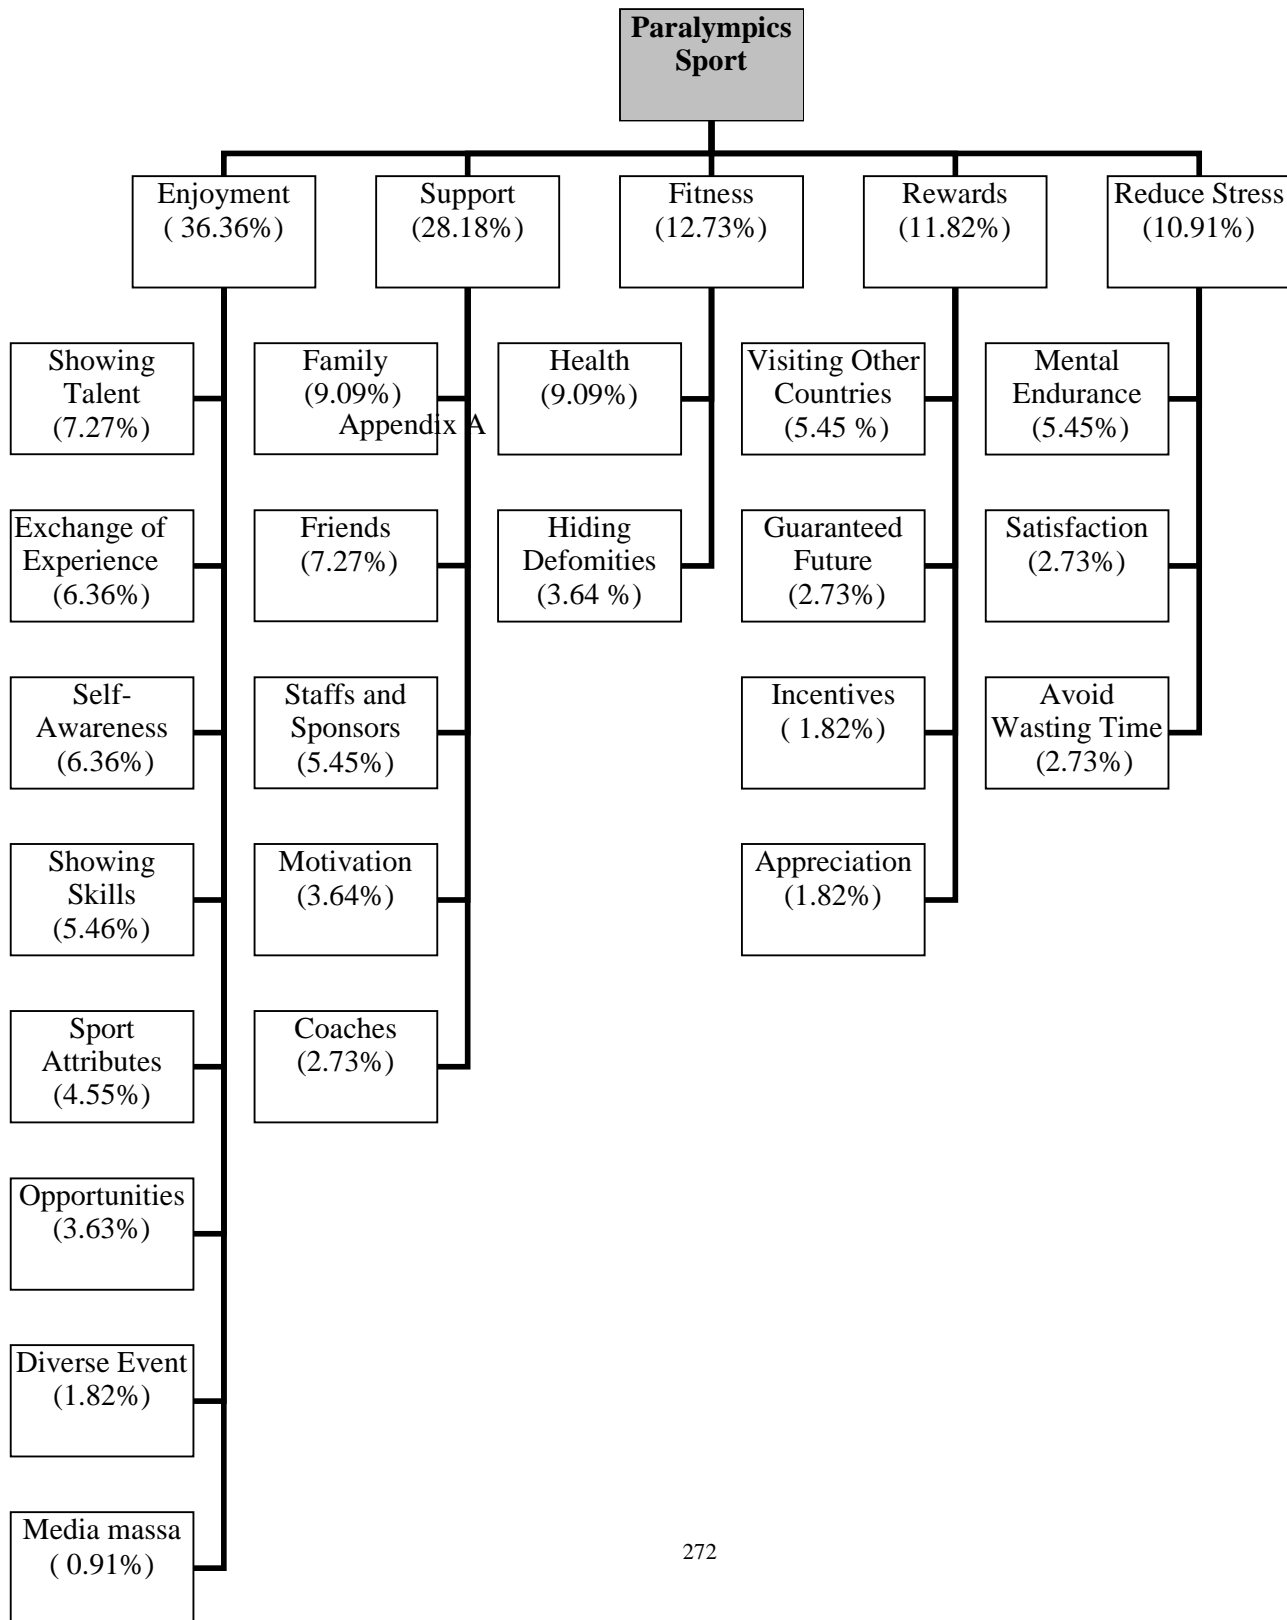 Paralympics
Sport
Enjoyment
( 36.36%)
Support
(28.18%)
Fitness
(12.73%)
Rewards
(11.82%)
Reduce Stress
(10.91%)
Showing
Talent
(7.27%)
Exchange of
Experience
(6.36%)
Self-
Awareness
(6.36%)
Showing
Skills
(5.46%)
Sport
Attributes
(4.55%)
Opportunities
(3.63%)
Diverse Event
(1.82%)
Media massa
( 0.91%)
Family
(9.09%)
Appendix A
Friends
(7.27%)
Staffs and
Sponsors
(5.45%)
Motivation
(3.64%)
Coaches
(2.73%)
Health
(9.09%)
Hiding
Defomities
(3.64 %)
Visiting Other
Countries
(5.45 %)
Guaranteed
Future
(2.73%)
Incentives
( 1.82%)
Appreciation
(1.82%)
Mental
Endurance
(5.45%)
Satisfaction
(2.73%)
Avoid
Wasting Time
(2.73%)
272